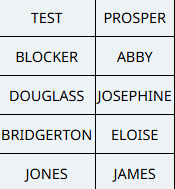 TEST PROSPER
BLOCKER ABBY
DOUGLASS JOSEPHINE
BRIDGERTON ELOISE
JONES JAMES